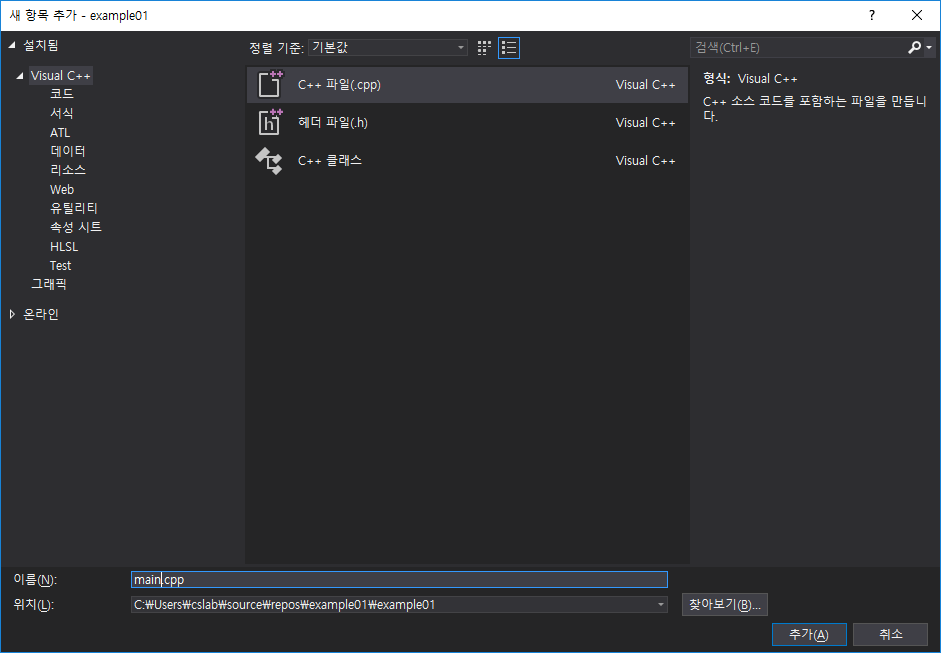 새 항목 추가 - example01
? 
설치됨
Visual C++
코드
서식
ATL
데이터
리소스
Web
유틸리티
속성 시트
HLSL
Test
그래픽
온라인
정렬 기준: 기본값
C++ 파일(.cpp) Visual C++
헤더 파일(.h) Visual C++
C++ 클래스 Visual C++
검색(Ctrl+E)
형식: Visual C++
C++ 소스 코드를 포함하는 파일을 만듭니
다.
이름(N): main.cpp
위치(L): C:₩Users₩cslab₩source₩repos₩example01₩example01
찾아보기(B)...
추가(A) 취소